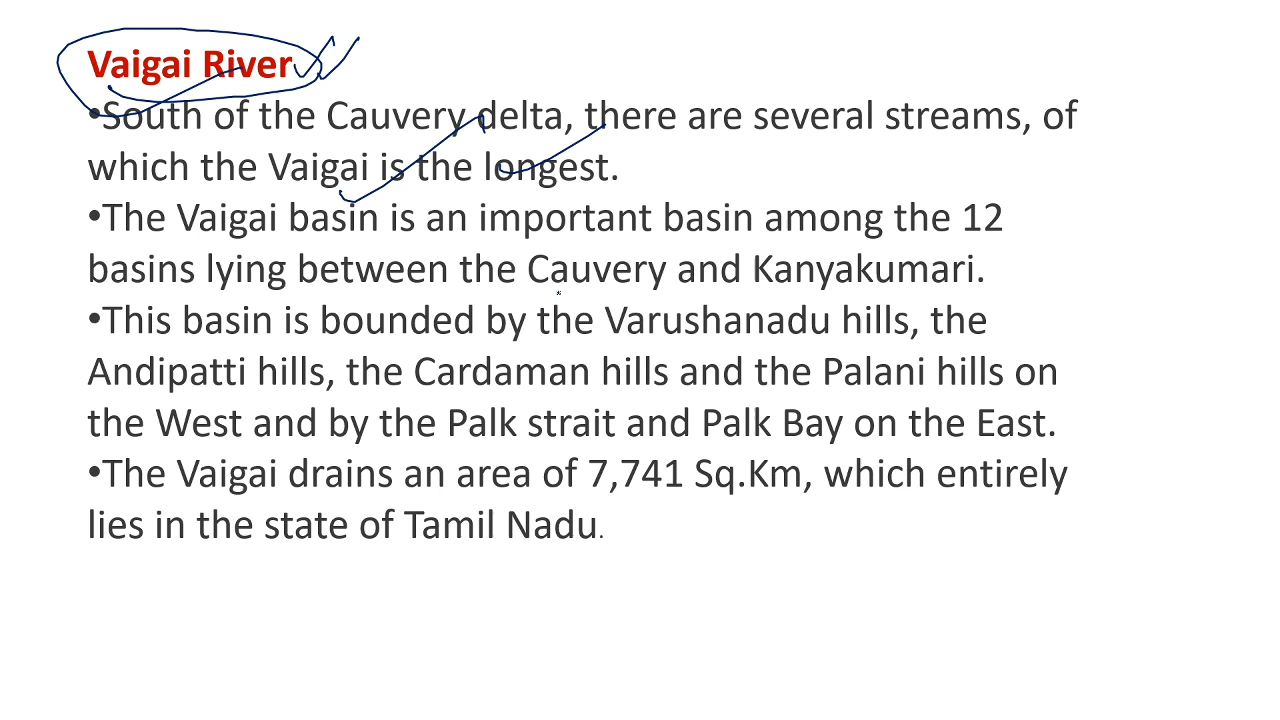 Vaigai River
•South of the Cauvery delta, there are several streams, of
which the Vaigai is the longest.
•The Vaigai basin is an important basin among the 12
basins lying between the Cauvery and Kanyakumari.
•This basin is bounded by the Varushanadu hills, the
Andipatti hills, the Cardaman hills and the Palani hills on
the West and by the Palk strait and Palk Bay on the East.
•The Vaigai drains an area of 7,741 Sq.Km, which entirely
lies in the state of Tamil Nadu.